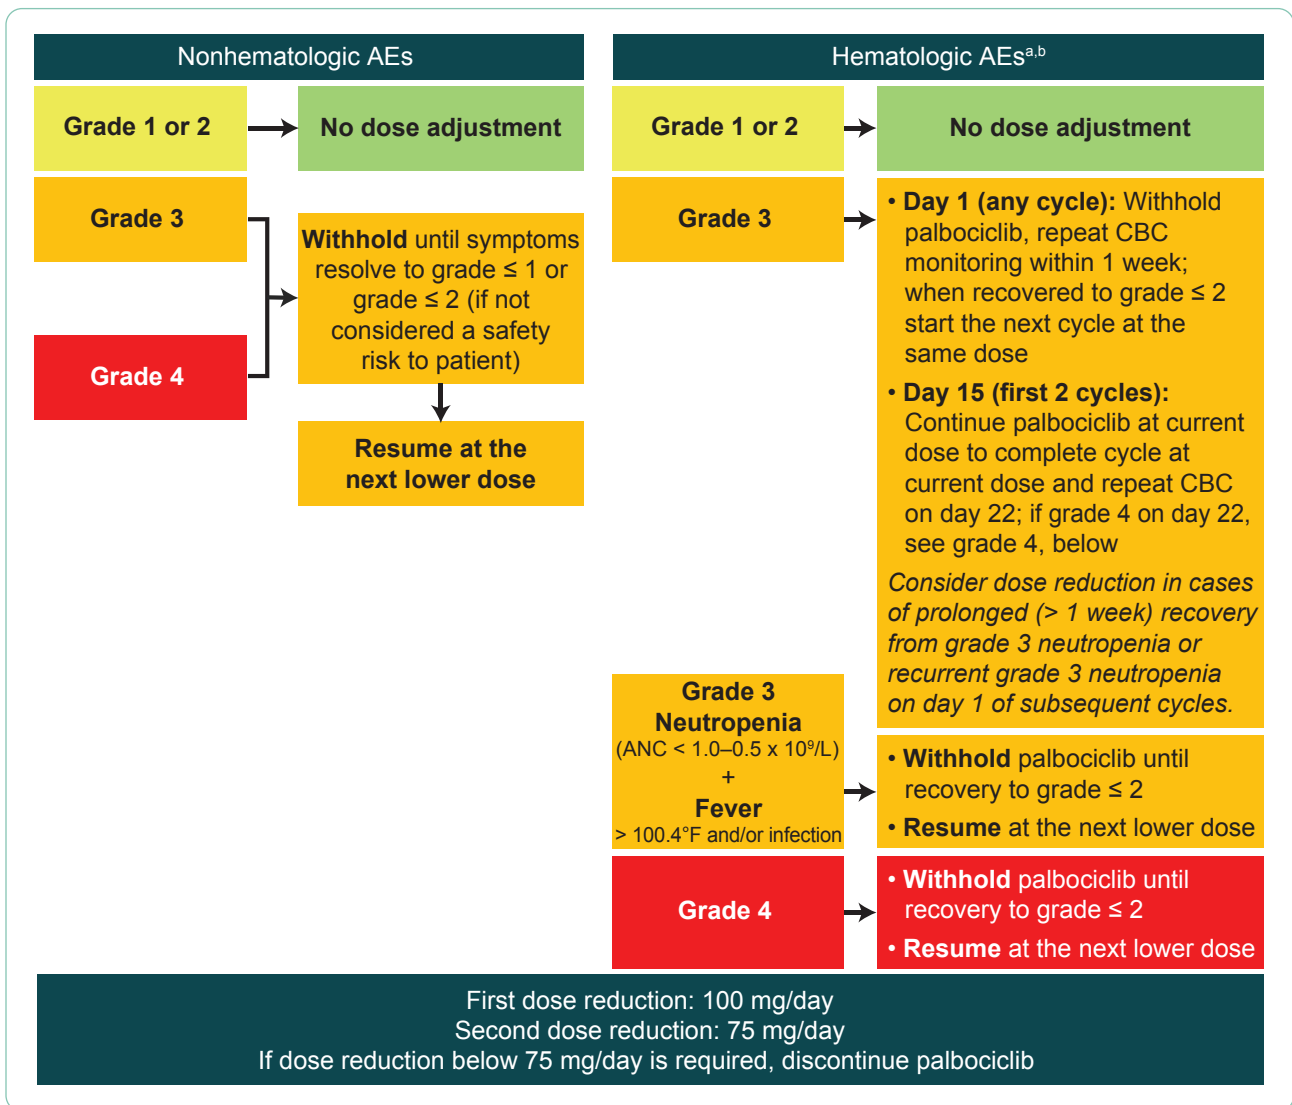 Nonhematologic AEs
Grade 1 or 2
No dose adjustment
Grade 3
Grade 4
Withhold until symptoms
resolve to grade ≤ 1 or
grade ≤ 2 (if not
considered a safety
risk to patient)
Resume at the
next lower dose
Hematologic AEsa,b
Grade 1 or 2
No dose adjustment
Grade 3
• Day 1 (any cycle): Withhold
palbociclib, repeat CBC
monitoring within 1 week;
when recovered to grade ≤ 2
start the next cycle at the
same dose
• Day 15 (first 2 cycles):
Continue palbociclib at current
dose to complete cycle at
current dose and repeat CBC
on day 22; if grade 4 on day 22,
see grade 4, below
Consider dose reduction in cases
of prolonged (> 1 week) recovery
from grade 3 neutropenia or
recurrent grade 3 neutropenia
on day 1 of subsequent cycles.
Grade 3
Neutropenia
(ANC < 1.0–0.5 x 10⁹/L)
+
Fever
> 100.4°F and/or infection
• Withhold palbociclib until
recovery to grade ≤ 2
• Resume at the next lower dose
Grade 4
• Withhold palbociclib until
recovery to grade ≤ 2
• Resume at the next lower dose
First dose reduction: 100 mg/day
Second dose reduction: 75 mg/day
If dose reduction below 75 mg/day is required, discontinue palbociclib